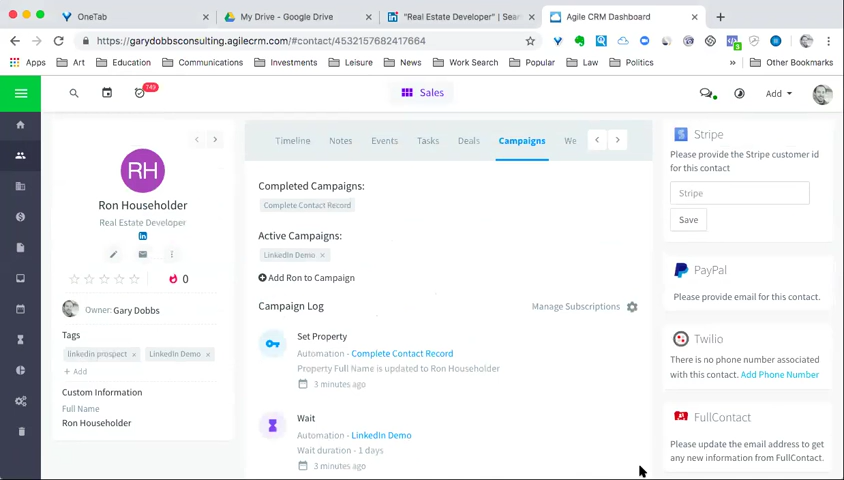 OneTab
My Drive - Google Drive
"Real Estate Developer" | Sear
Agile CRM Dashboard
https://garydobbsconsulting.agilecrm.com/#contact/4532157682417664
Apps
Art
Education
Communications
Investments
Leisure
News
Work Search
Popular
Law
Politics
Other Bookmarks
749
Sales
Add
RH
Ron Householder
Real Estate Developer
0
Owner: Gary Dobbs
Tags
linkedin prospect
LinkedIn Demo
+ Add
Custom Information
Full Name
Ron Householder
Timeline
Notes
Events
Tasks
Deals
Campaigns
We
Completed Campaigns:
Complete Contact Record
Active Campaigns:
LinkedIn Demo
Add Ron to Campaign
Campaign Log
Manage Subscriptions
Set Property
Automation - Complete Contact Record
Property Full Name is updated to Ron Householder
3 minutes ago
Wait
Automation - LinkedIn Demo
Wait duration - 1 days
3 minutes ago
Stripe
Please provide the Stripe customer id
for this contact
Stripe
Save
PayPal
Please provide email for this contact.
Twilio
There is no phone number associated
with this contact. Add Phone Number
FullContact
Please update the email address to get
any new information from FullContact.